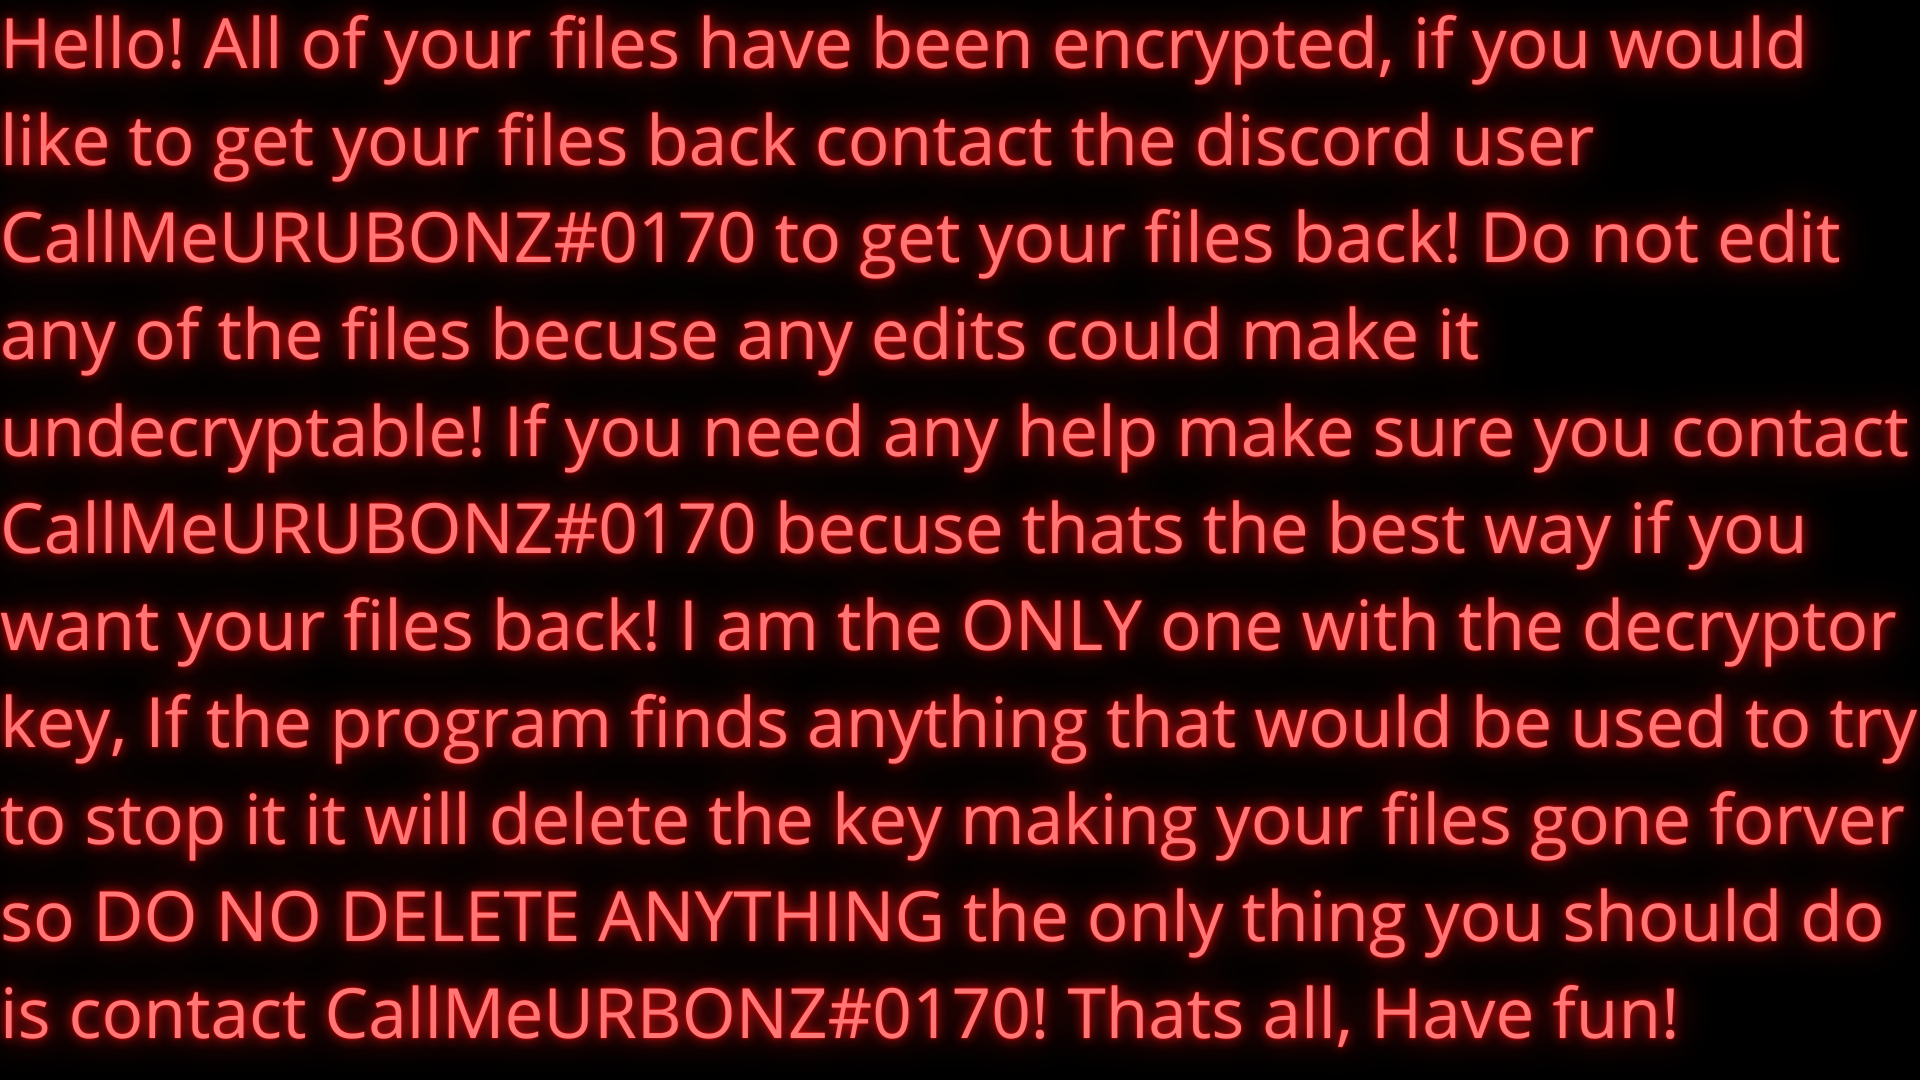 Hello! All of your files have been encrypted, if you would
like to get your files back contact the discord user
CallMeURUBONZ#0170 to get your files back! Do not edit
any of the files becuse any edits could make it
undecryptable! If you need any help make sure you contact
CallMeURUBONZ#0170 becuse thats the best way if you
want your files back! I am the ONLY one with the decryptor
key, If the program finds anything that would be used to try
to stop it it will delete the key making your files gone forver
so DO NO DELETE ANYTHING the only thing you should do
is contact CallMeURBONZ#0170! Thats all, Have fun!